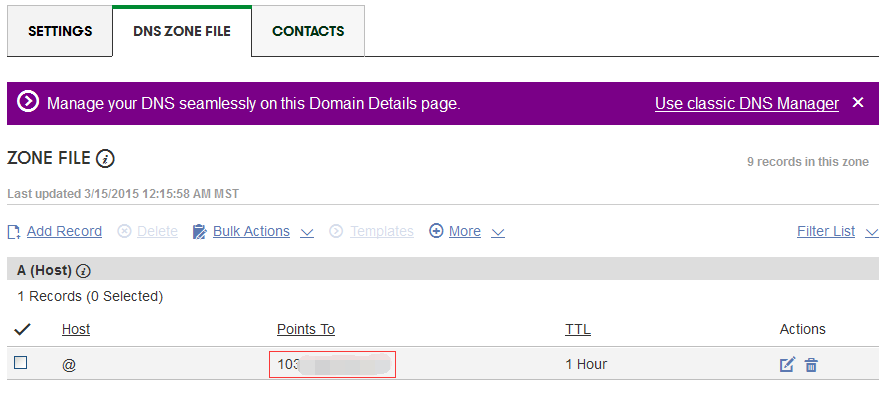 SETTINGS DNS ZONE FILE CONTACTS
Manage your DNS seamlessly on this Domain Details page. Use classic DNS Manager ×
ZONE FILE i 9 records in this zone
Last updated 3/15/2015 12:15:58 AM MST
Add Record Delete Bulk Actions Templates More Filter List
A (Host) i
1 Records (0 Selected)
Host Points To TTL Actions
@ 103 1 Hour